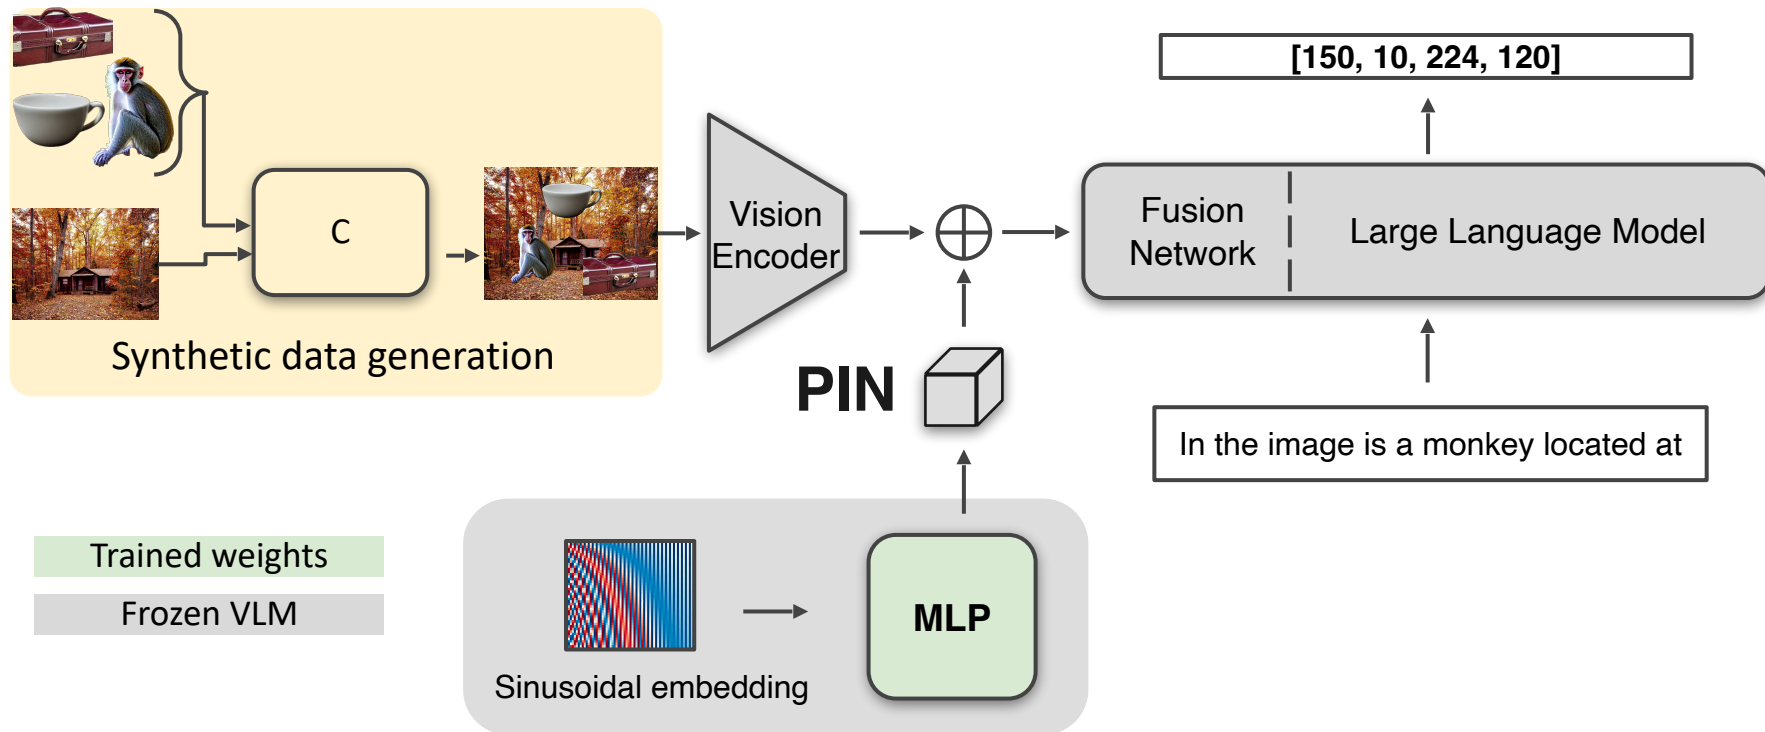 [150, 10, 224, 120]
C
Vision
Encoder
Fusion
Network
Large Language Model
Synthetic data generation
PIN
In the image is a monkey located at
Trained weights
Frozen VLM
MLP
Sinusoidal embedding